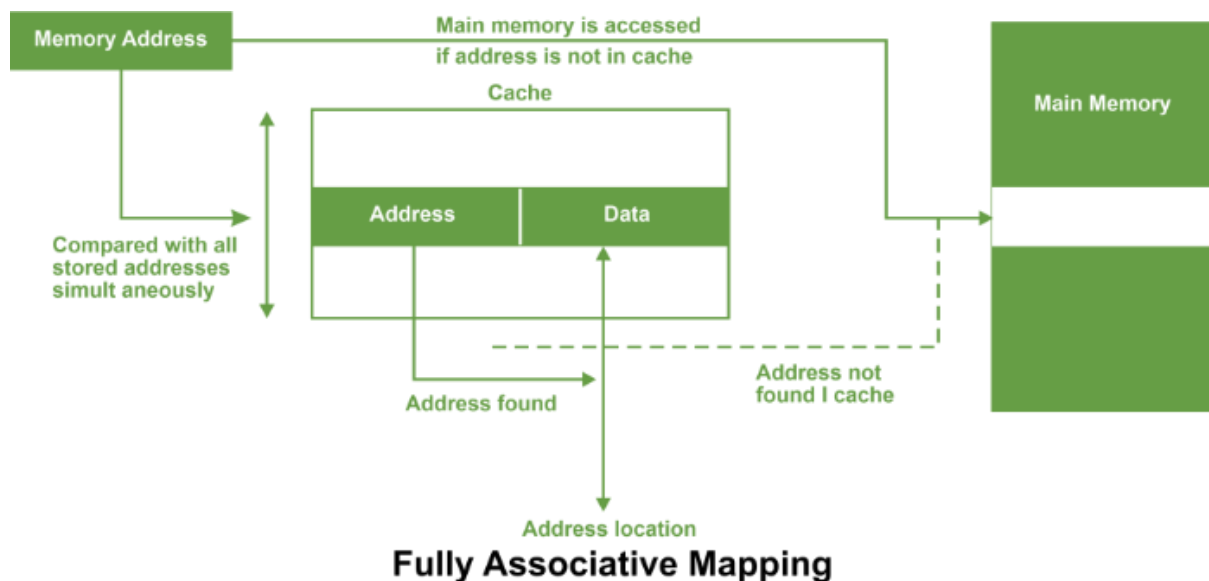 Memory Address
Main memory is accessed
if address is not in cache
Cache
Main Memory
Address
Data
Compared with all
stored addresses
simult aneously
Address found
Address not
found I cache
Address location
Fully Associative Mapping